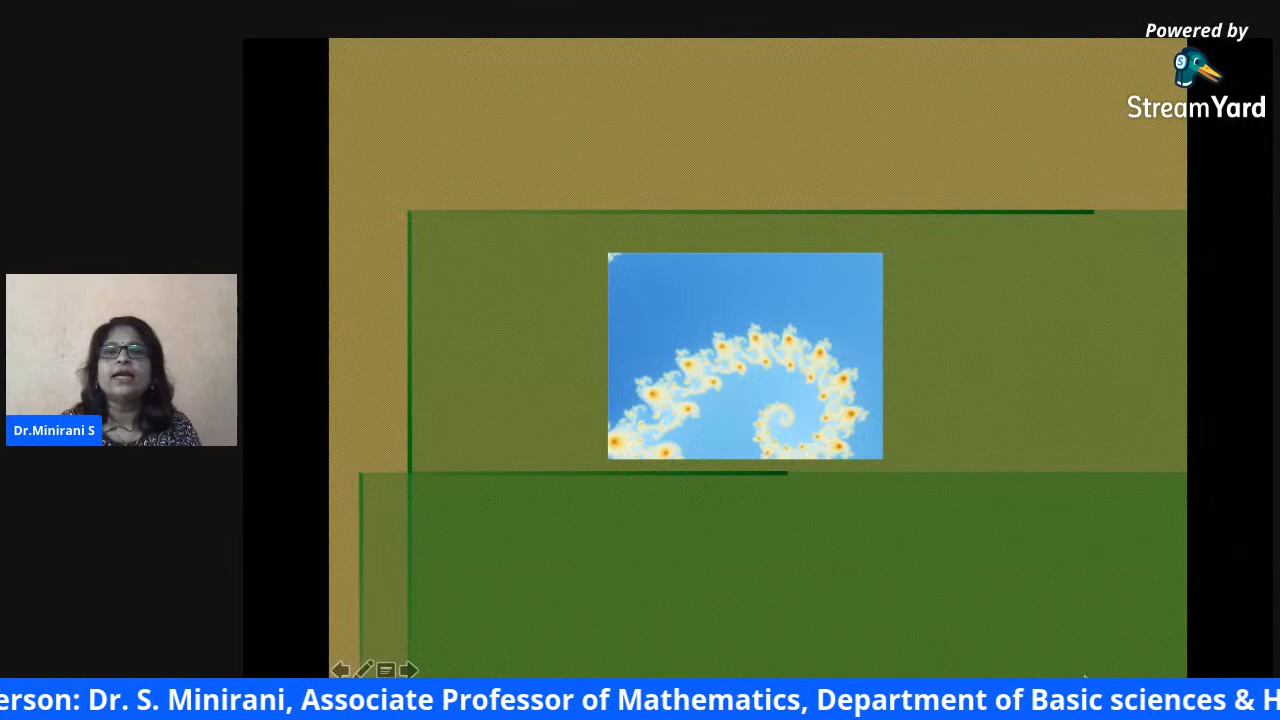 Powered by
StreamYard
Dr.Minirani S
erson: Dr. S. Minirani, Associate Professor of Mathematics, Department of Basic sciences & H